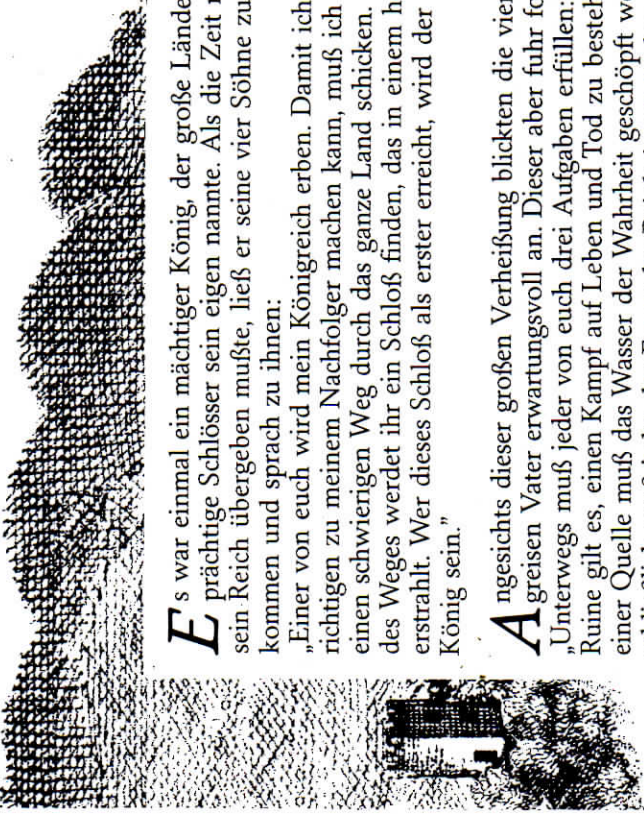 Es war einmal ein mächtiger König, der große Lände
prächtige Schlösser sein eigen nannte. Als die Zeit
sein Reich übergeben mußte, ließ er seine vier Söhne zu
kommen und sprach zu ihnen:
„Einer von euch wird mein Königreich erben. Damit ich
richtigen zu meinem Nachfolger machen kann, muß ich
einen schwierigen Weg durch das ganze Land schicken.
des Weges werdet ihr ein Schloß finden, das in einem h
erstrahlt. Wer dieses Schloß als erster erreicht, wird der
König sein.”
Angesichts dieser großen Verheißung blickten die vier
greisen Vater erwartungsvoll an. Dieser aber fuhr fo
„Unterwegs muß jeder von euch drei Aufgaben erfüllen:
Ruine gilt es, einen Kampf auf Leben und Tod zu besteh
einer Quelle muß das Wasser der Wahrheit geschöpft we